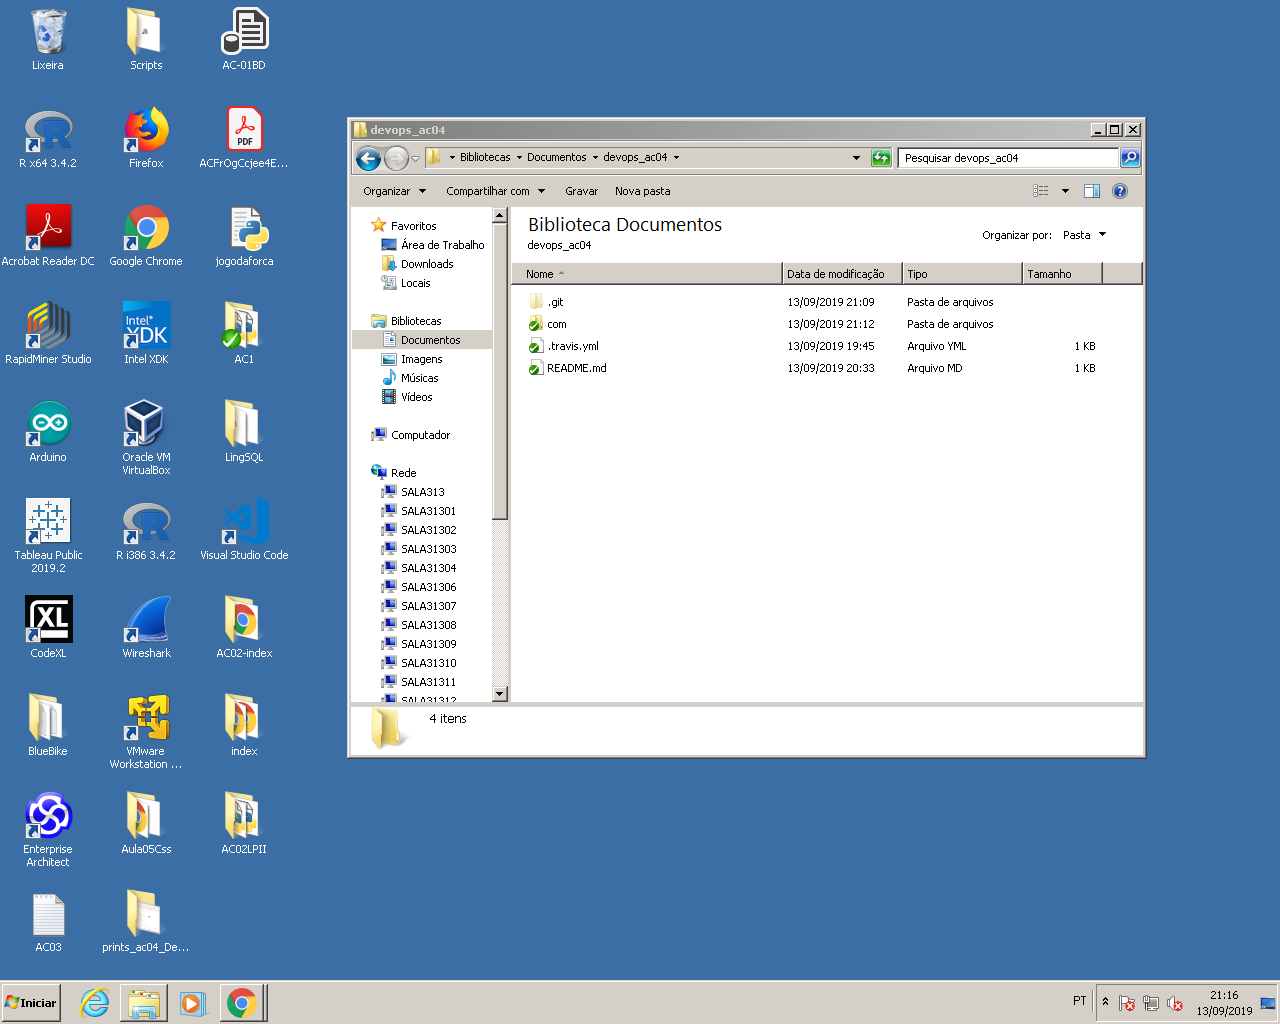 Lixeira
Scripts
AC-01BD
R x64 3.4.2
Firefox
PDF
ACFrOgCcjee4E...
Acrobat Reader DC
Google Chrome
jogodaforca
RapidMiner Studio
Intel®
XDK
Intel XDK
AC1
Arduino
Oracle VM
VirtualBox
LingSQL
Tableau Public
2019.2
R i386 3.4.2
Visual Studio Code
XL
CodeXL
Wireshark
AC02-index
BlueBike
VMware
Workstation ...
index
Enterprise
Architect
Aula05Css
AC02LPII
AC03
prints_ac04_De...
devops_ac04
Bibliotecas
Documentos
devops_ac04
Pesquisar devops_ac04
Organizar
Compartilhar com
Gravar
Nova pasta
Favoritos
Área de Trabalho
Downloads
Locais
Bibliotecas
Documentos
Imagens
Músicas
Vídeos
Computador
Rede
SALA313
SALA31301
SALA31302
SALA31303
SALA31304
SALA31306
SALA31307
SALA31308
SALA31309
SALA31310
SALA31311
SALA31312
Biblioteca Documentos
devops_ac04
Organizar por: Pasta
Nome Data de modificação Tipo Tamanho
.git 13/09/2019 21:09 Pasta de arquivos
com 13/09/2019 21:12 Pasta de arquivos
.travis.yml 13/09/2019 19:45 Arquivo YML 1 KB
README.md 13/09/2019 20:33 Arquivo MD 1 KB
4 itens
Iniciar
PT
21:16
13/09/2019